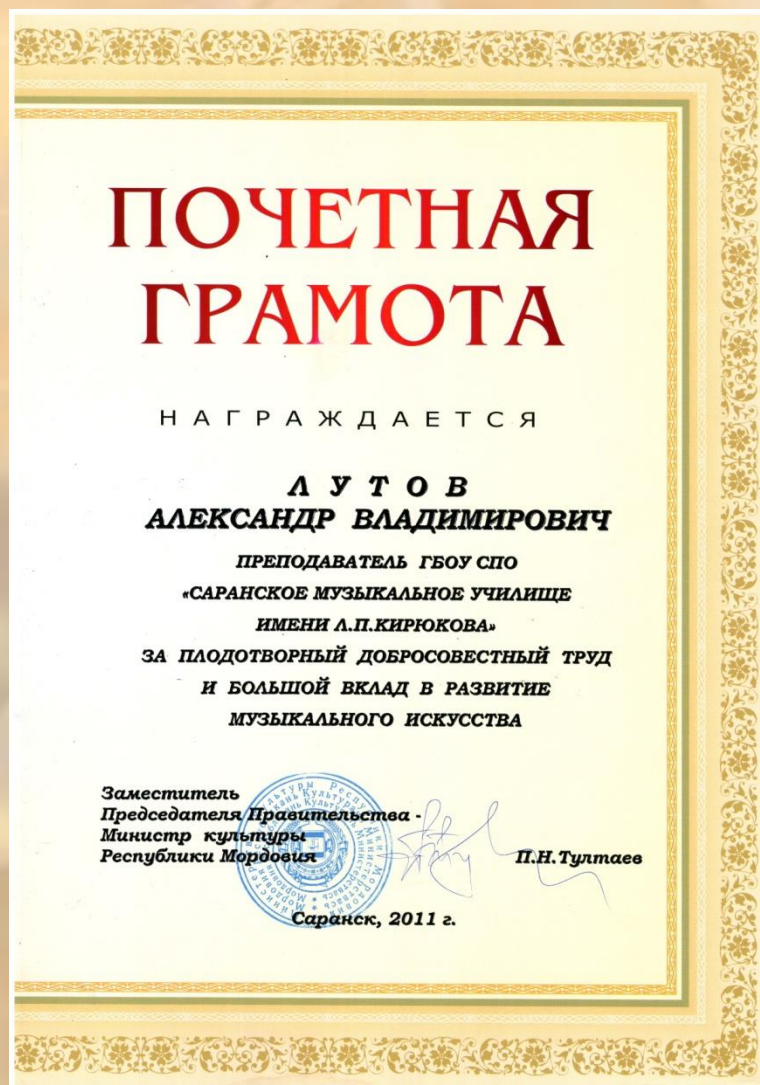 ПОЧЕТНАЯ
ГРАМОТА
НАГРАЖДАЕТСЯ
ЛУТОВ
АЛЕКСАНДР ВЛАДИМИРОВИЧ
ПРЕПОДАВАТЕЛЬ ГБОУ СПО
«САРАНСКОЕ МУЗЫКАЛЬНОЕ УЧИЛИЩЕ
ИМЕНИ Л.П.КИРЮКОВА»
ЗА ПЛОДОТВОРНЫЙ ДОБРОСОВЕСТНЫЙ ТРУД
И БОЛЬШОЙ ВКЛАД В РАЗВИТИЕ
МУЗЫКАЛЬНОГО ИСКУССТВА
Заместитель
Председателя Правительства -
Министр культуры
Республики Мордовия П.Н.Тултаев
Саранск, 2011 г.